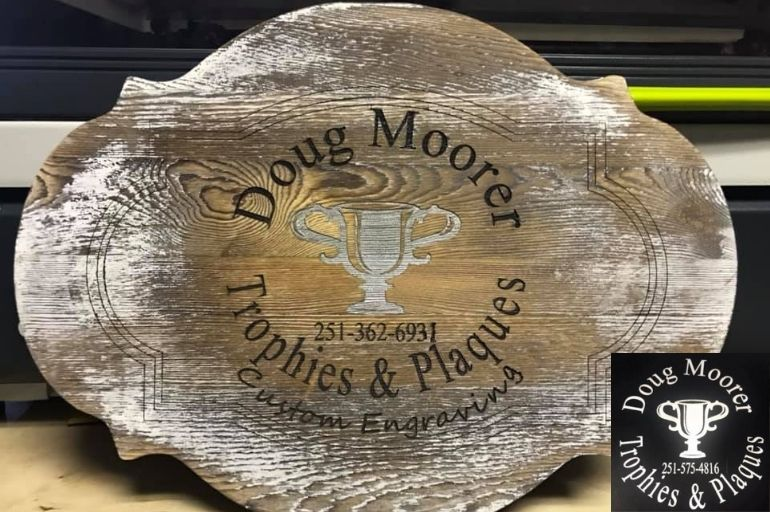 Doug Moorer
251-362-6931
Trophies & Plaques
Custom Engraving
Doug Moorer
251-575-4816
Trophies & Plaques